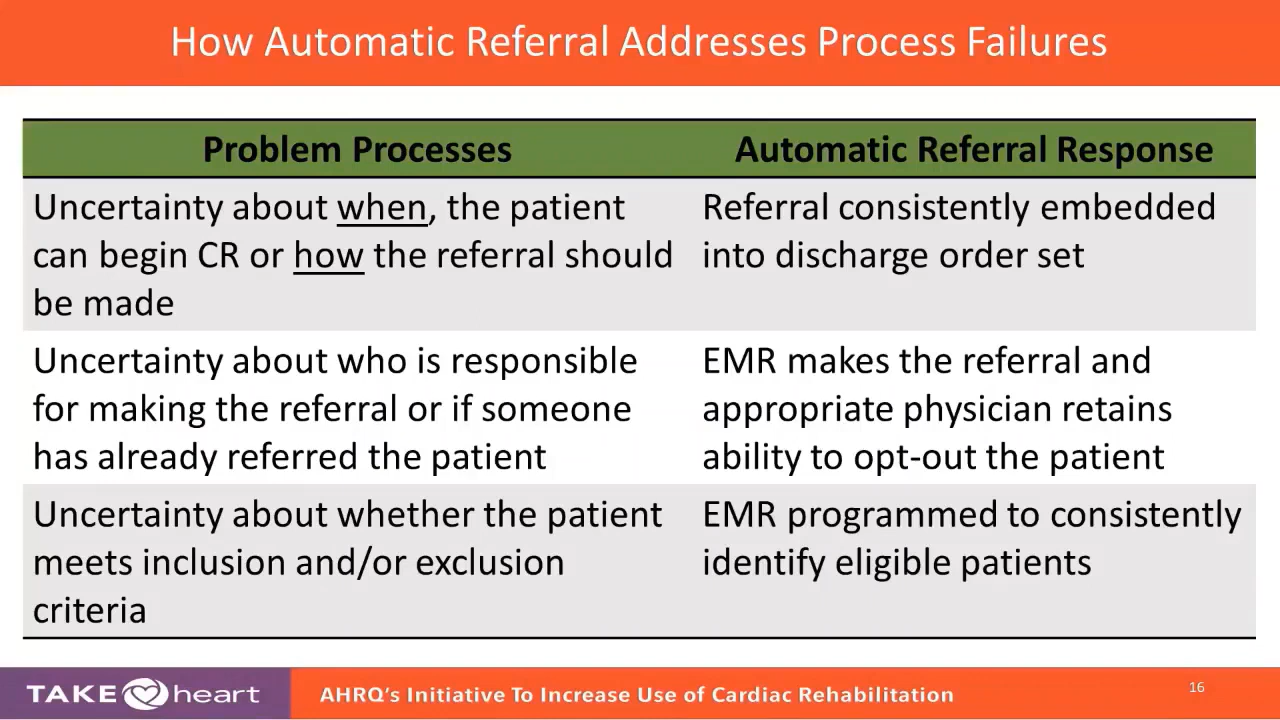 How Automatic Referral Addresses Process Failures
Problem Processes
Automatic Referral Response
Uncertainty about when, the patient
can begin CR or how the referral should
be made
Referral consistently embedded
into discharge order set
Uncertainty about who is responsible
for making the referral or if someone
has already referred the patient
EMR makes the referral and
appropriate physician retains
ability to opt-out the patient
Uncertainty about whether the patient
meets inclusion and/or exclusion
criteria
EMR programmed to consistently
identify eligible patients
TAKE heart
AHRQ's Initiative To Increase Use of Cardiac Rehabilitation
16